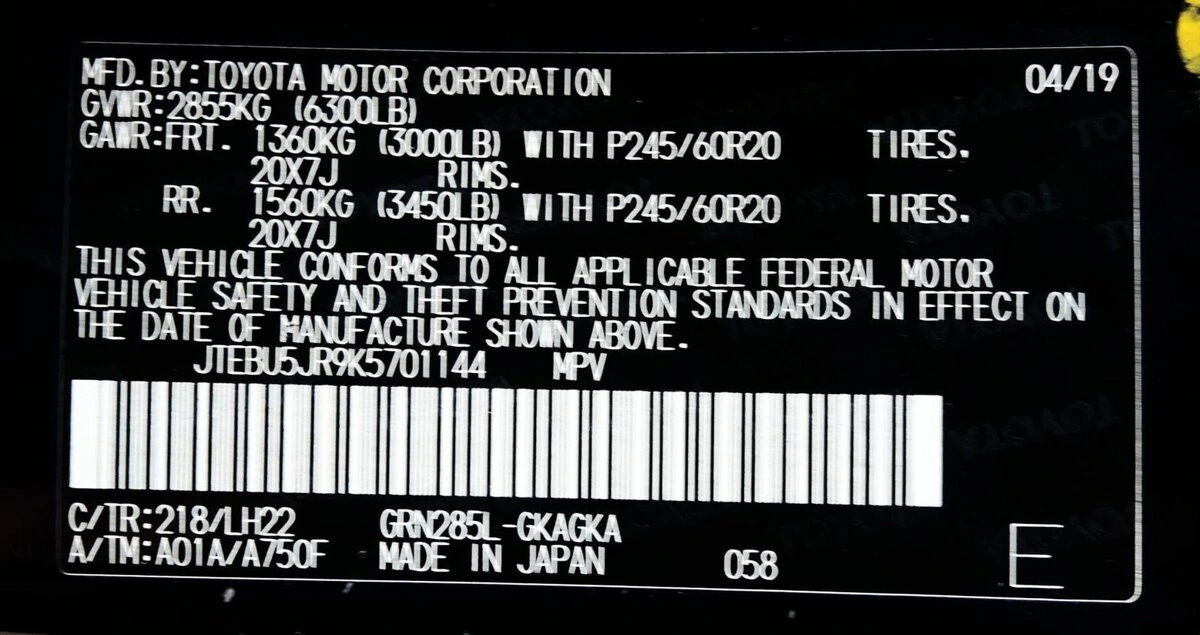 MFD.BY:TOYOTA MOTOR CORPORATION 04/19
GVWR:2855KG (6300LB)
GAWR:FRT. 1360KG (3000LB) WITH P245/60R20 TIRES.
20X7J RIMS.
RR. 1560KG (3450LB) WITH P245/60R20 TIRES.
20X7J RIMS.
THIS VEHICLE CONFORMS TO ALL APPLICABLE FEDERAL MOTOR
VEHICLE SAFETY AND THEFT PREVENTION STANDARDS IN EFFECT ON
THE DATE OF MANUFACTURE SHOWN ABOVE.
JTEBU5JR9K5701144 MPV
C/TR:218/LH22 GRN285L-GKAGKA
A/TM:A01A/A750F MADE IN JAPAN 058 E